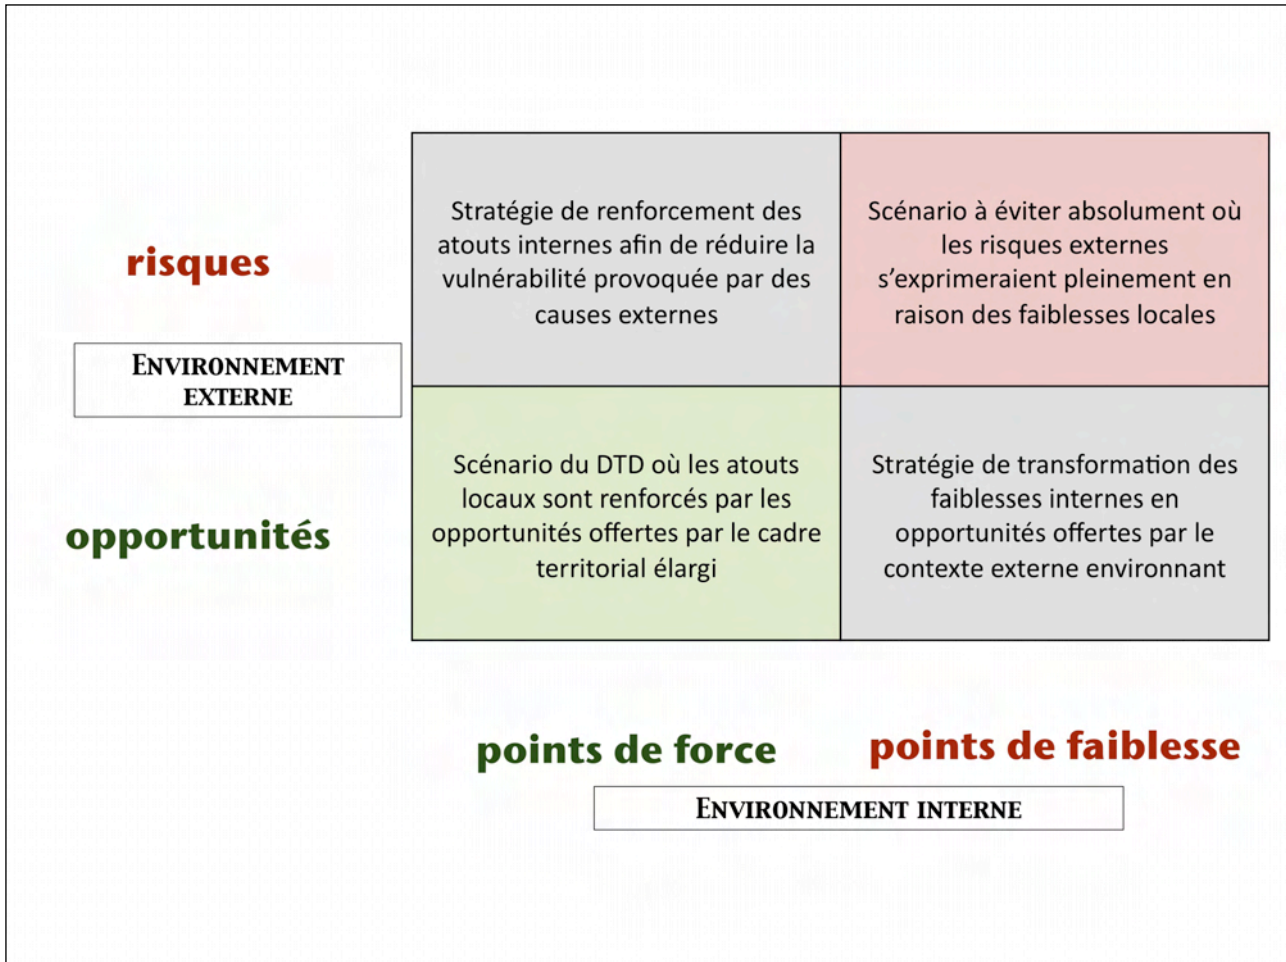 Stratégie de renforcement des
atouts internes afin de réduire la
vulnérabilité provoquée par des
causes externes
Scénario à éviter absolument où
les risques externes
s'exprimeraient pleinement en
raison des faiblesses locales
risques
ENVIRONNEMENT
EXTERNE
Scénario du DTD où les atouts
locaux sont renforcés par les
opportunités offertes par le cadre
territorial élargi
Stratégie de transformation des
faiblesses internes en
opportunités offertes par le
contexte externe environnant
opportunités
points de force
points de faiblesse
ENVIRONNEMENT INTERNE